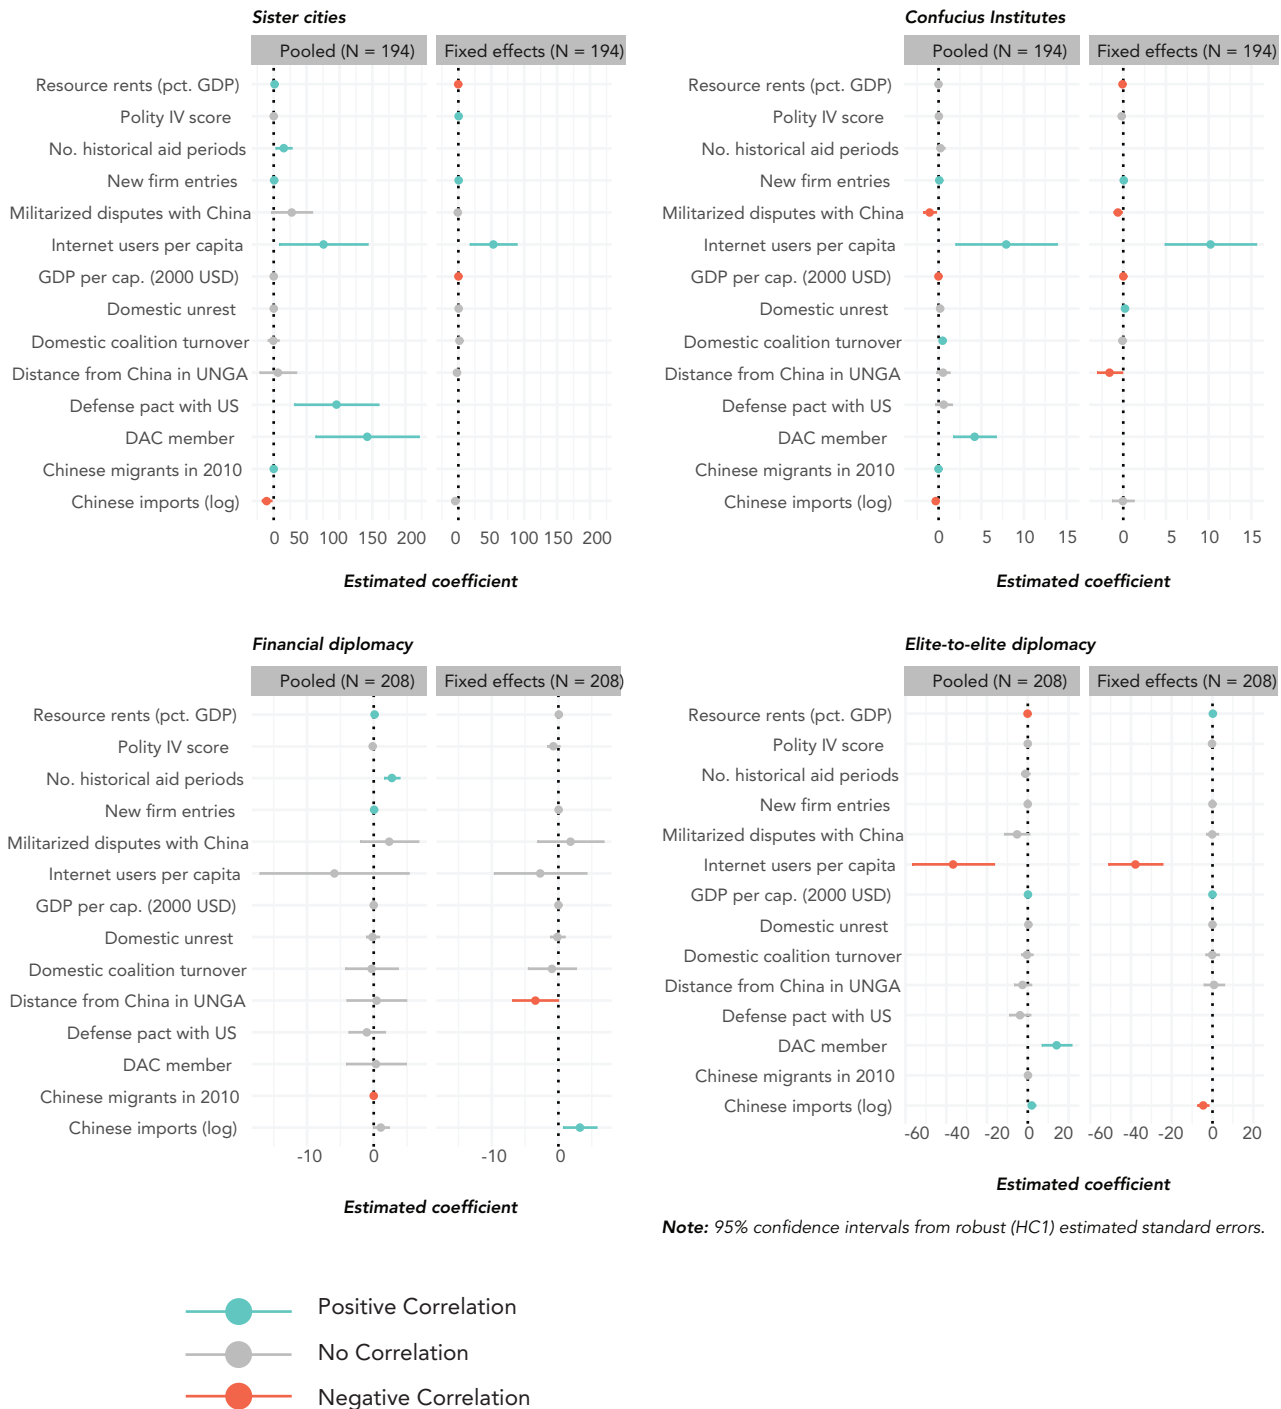 Sister cities
Pooled (N = 194) Fixed effects (N = 194)
Resource rents (pct. GDP)
Polity IV score
No. historical aid periods
New firm entries
Militarized disputes with China
Internet users per capita
GDP per cap. (2000 USD)
Domestic unrest
Domestic coalition turnover
Distance from China in UNGA
Defense pact with US
DAC member
Chinese migrants in 2010
Chinese imports (log)
0 50 100 150 200 0 50 100 150 200
Estimated coefficient
Confucius Institutes
Pooled (N = 194) Fixed effects (N = 194)
Resource rents (pct. GDP)
Polity IV score
No. historical aid periods
New firm entries
Militarized disputes with China
Internet users per capita
GDP per cap. (2000 USD)
Domestic unrest
Domestic coalition turnover
Distance from China in UNGA
Defense pact with US
DAC member
Chinese migrants in 2010
Chinese imports (log)
0 5 10 15 0 5 10 15
Estimated coefficient
Financial diplomacy
Pooled (N = 208) Fixed effects (N = 208)
Resource rents (pct. GDP)
Polity IV score
No. historical aid periods
New firm entries
Militarized disputes with China
Internet users per capita
GDP per cap. (2000 USD)
Domestic unrest
Domestic coalition turnover
Distance from China in UNGA
Defense pact with US
DAC member
Chinese migrants in 2010
Chinese imports (log)
-10 0 -10 0
Estimated coefficient
Elite-to-elite diplomacy
Pooled (N = 208) Fixed effects (N = 208)
Resource rents (pct. GDP)
Polity IV score
No. historical aid periods
New firm entries
Militarized disputes with China
Internet users per capita
GDP per cap. (2000 USD)
Domestic unrest
Domestic coalition turnover
Distance from China in UNGA
Defense pact with US
DAC member
Chinese migrants in 2010
Chinese imports (log)
-60 -40 -20 0 20 -60 -40 -20 0 20
Estimated coefficient
Note: 95% confidence intervals from robust (HC1) estimated standard errors.
Positive Correlation
No Correlation
Negative Correlation